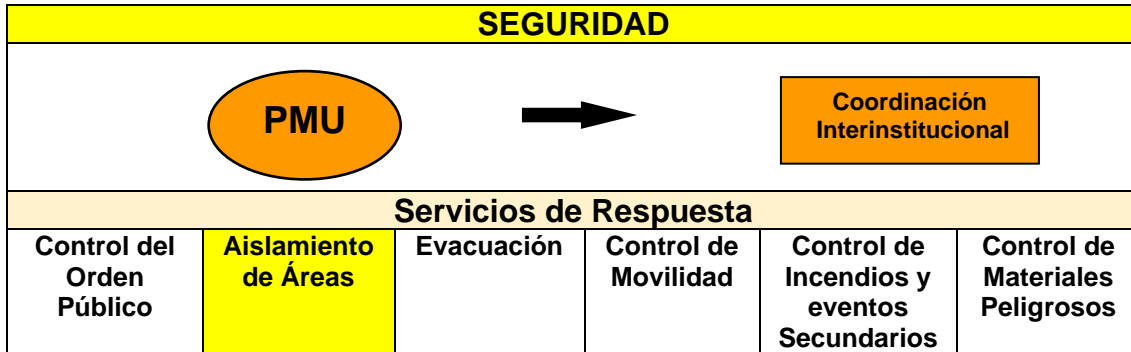 SEGURIDAD
PMU
Coordinación
Interinstitucional
Servicios de Respuesta
Control del
Orden
Público
Aislamiento
de Áreas
Evacuación
Control de
Movilidad
Control de
Incendios y
eventos
Secundarios
Control de
Materiales
Peligrosos